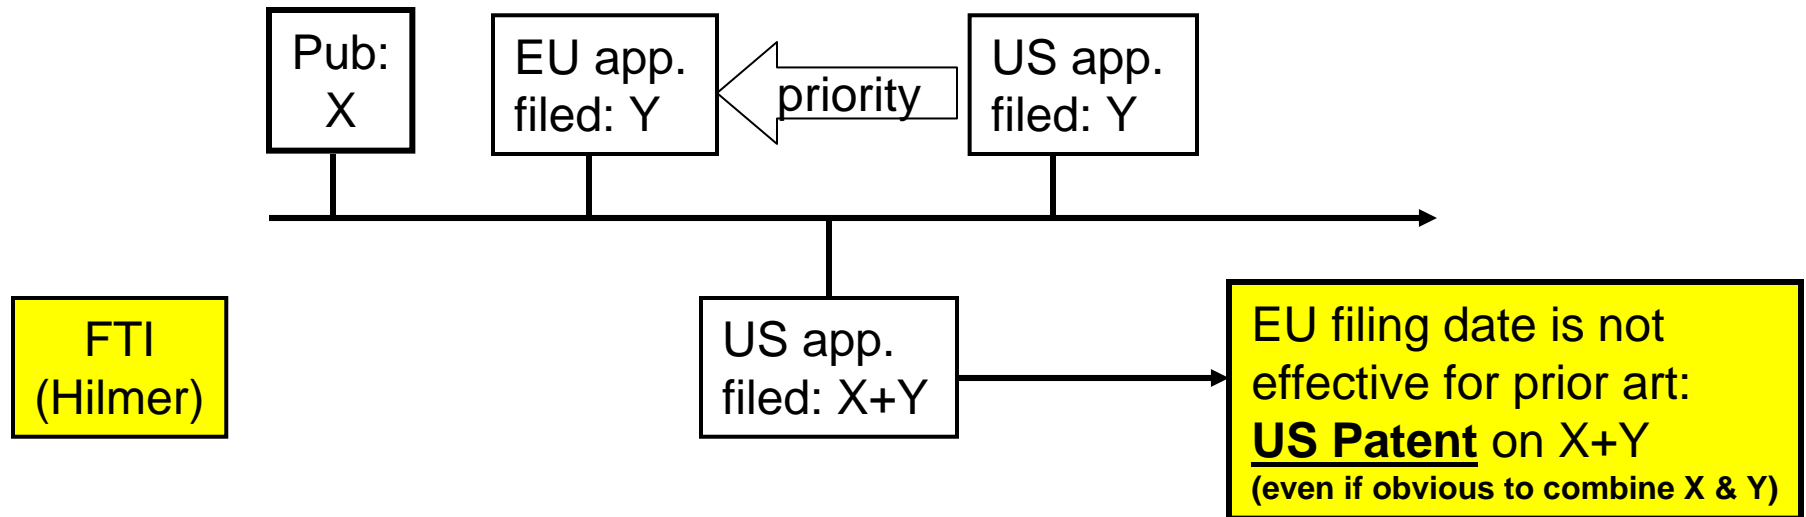 Pub:
X
EU app.
filed: Y
priority
US app.
filed: Y
FTI
(Hilmer)
US app.
filed: X+Y
EU filing date is not
effective for prior art:
US Patent on X+Y
(even if obvious to combine X & Y)